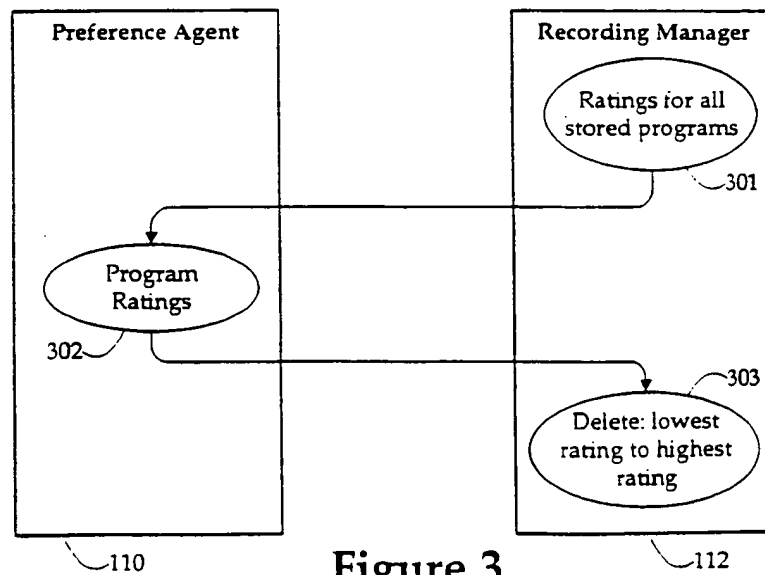 Preference Agent
Recording Manager
Ratings for all
stored programs
301
Program
Ratings
302
303
Delete: lowest
rating to highest
rating
110
Figure 3
112